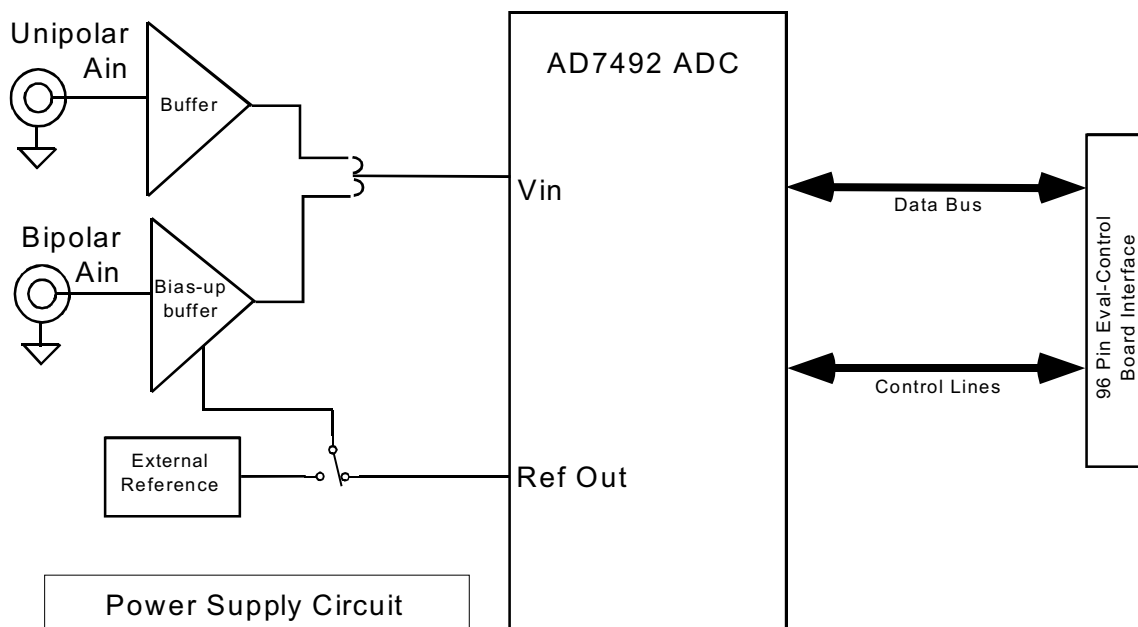 Unipolar
Ain
Buffer
Bipolar
Ain
Bias-up
buffer
External
Reference
Power Supply Circuit
AD7492 ADC
Vin
Ref Out
Data Bus
Control Lines
96 Pin Eval-Control
Board Interface